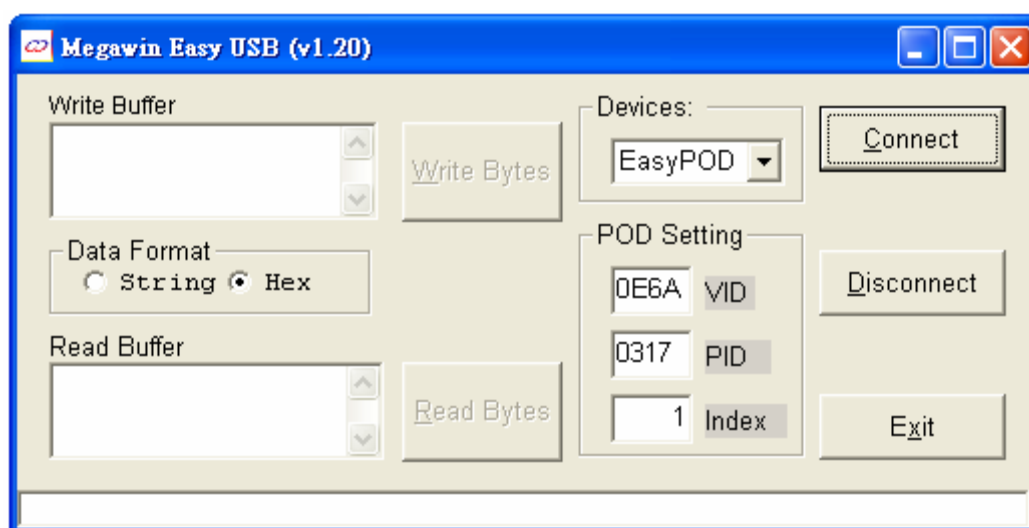 Megawin Easy USB (v1.20)
Write Buffer
Write Bytes
Data Format
String Hex
Read Buffer
Read Bytes
Devices:
EasyPOD
POD Setting
0E6A VID
0317 PID
1 Index
Connect
Disconnect
Exit